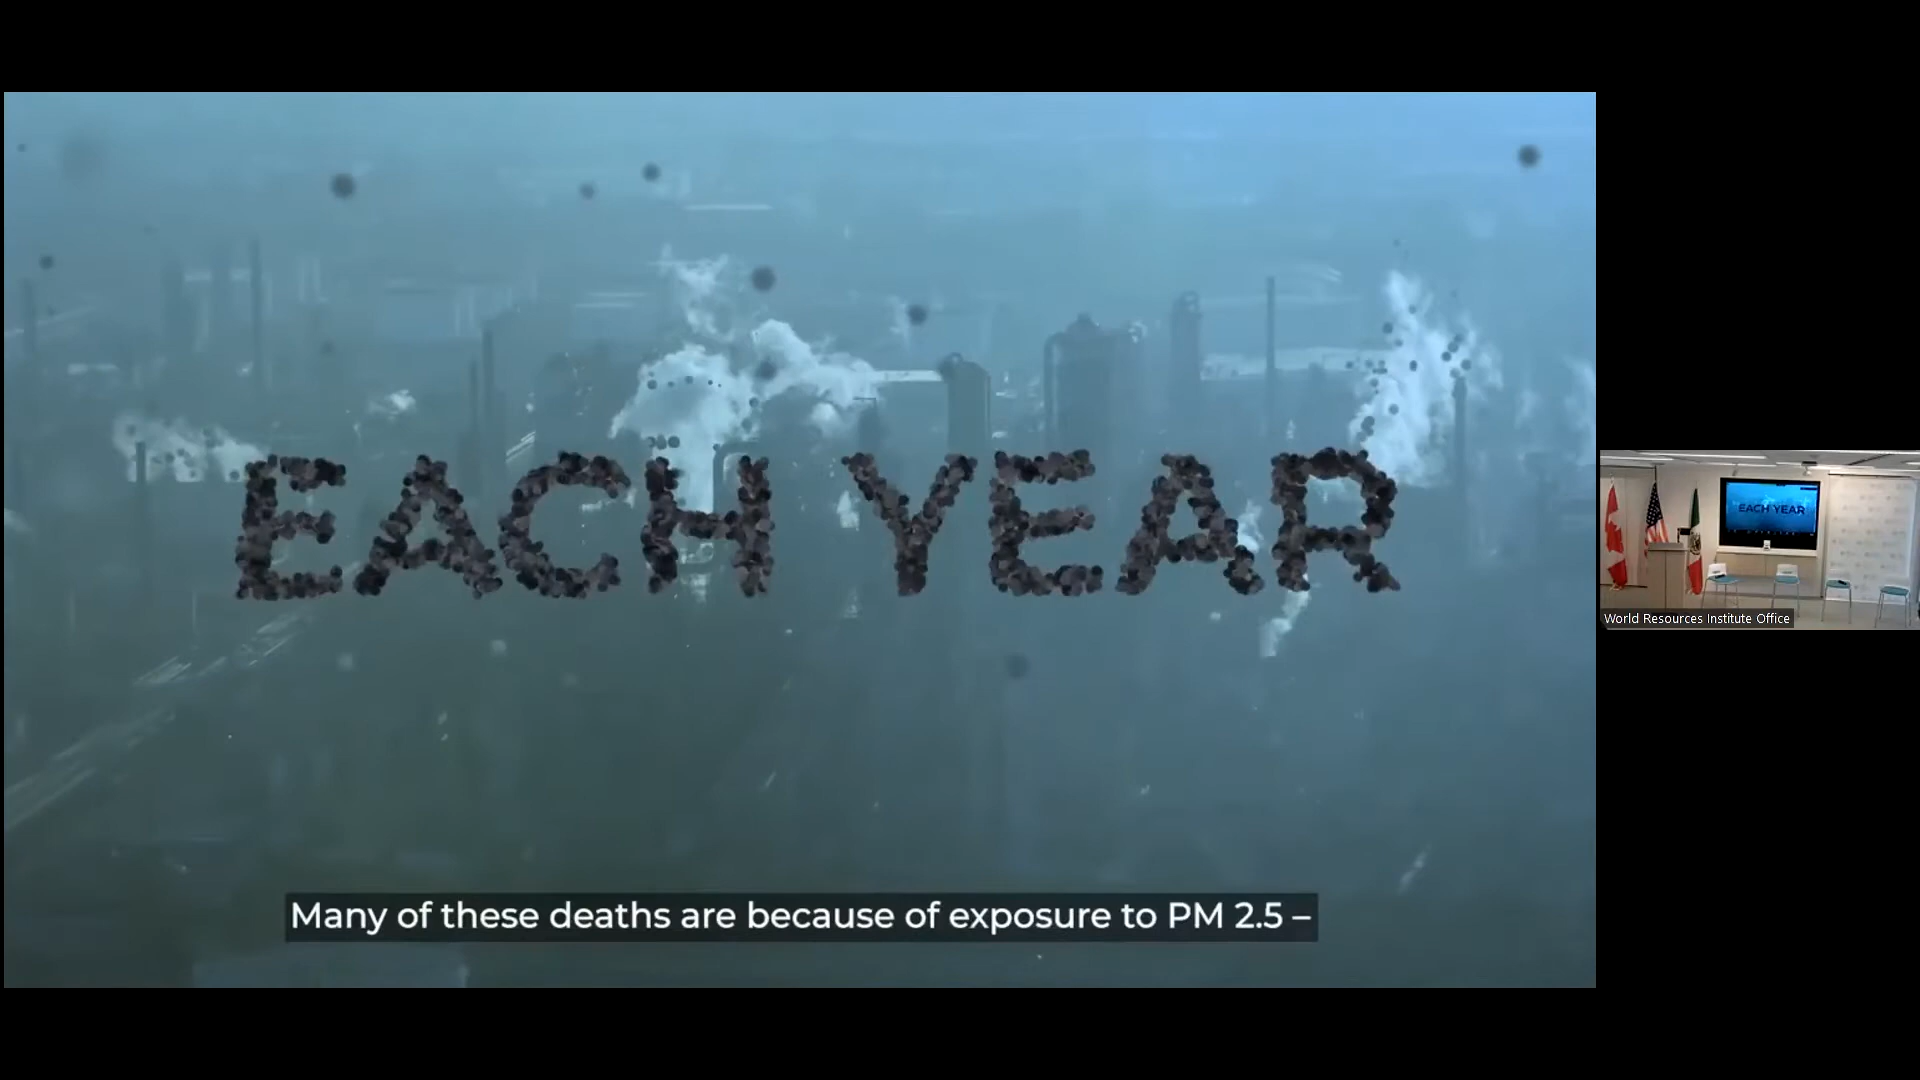 EACH YEAR
Many of these deaths are because of exposure to PM 2.5 –
EACH YEAR
World Resources Institute Office